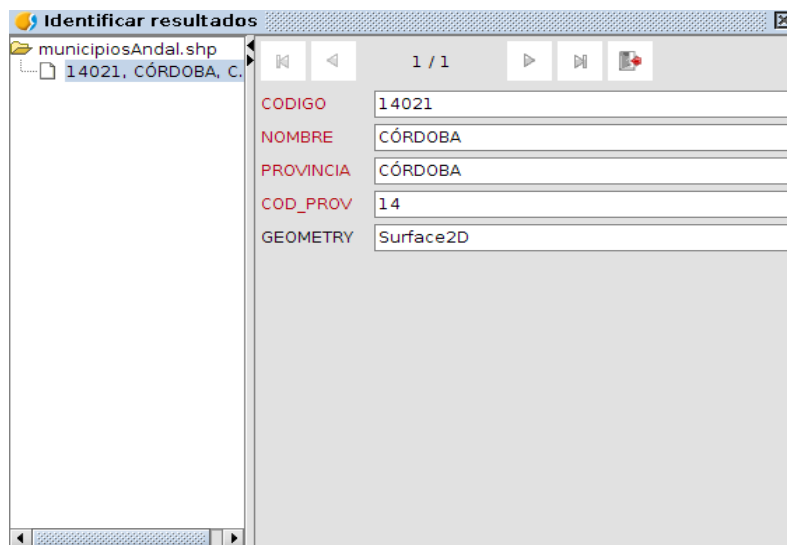 Identificar resultados
municipiosAndal.shp
14021, CÓRDOBA, C.
1 / 1
CODIGO 14021
NOMBRE CÓRDOBA
PROVINCIA CÓRDOBA
COD_PROV 14
GEOMETRY Surface2D